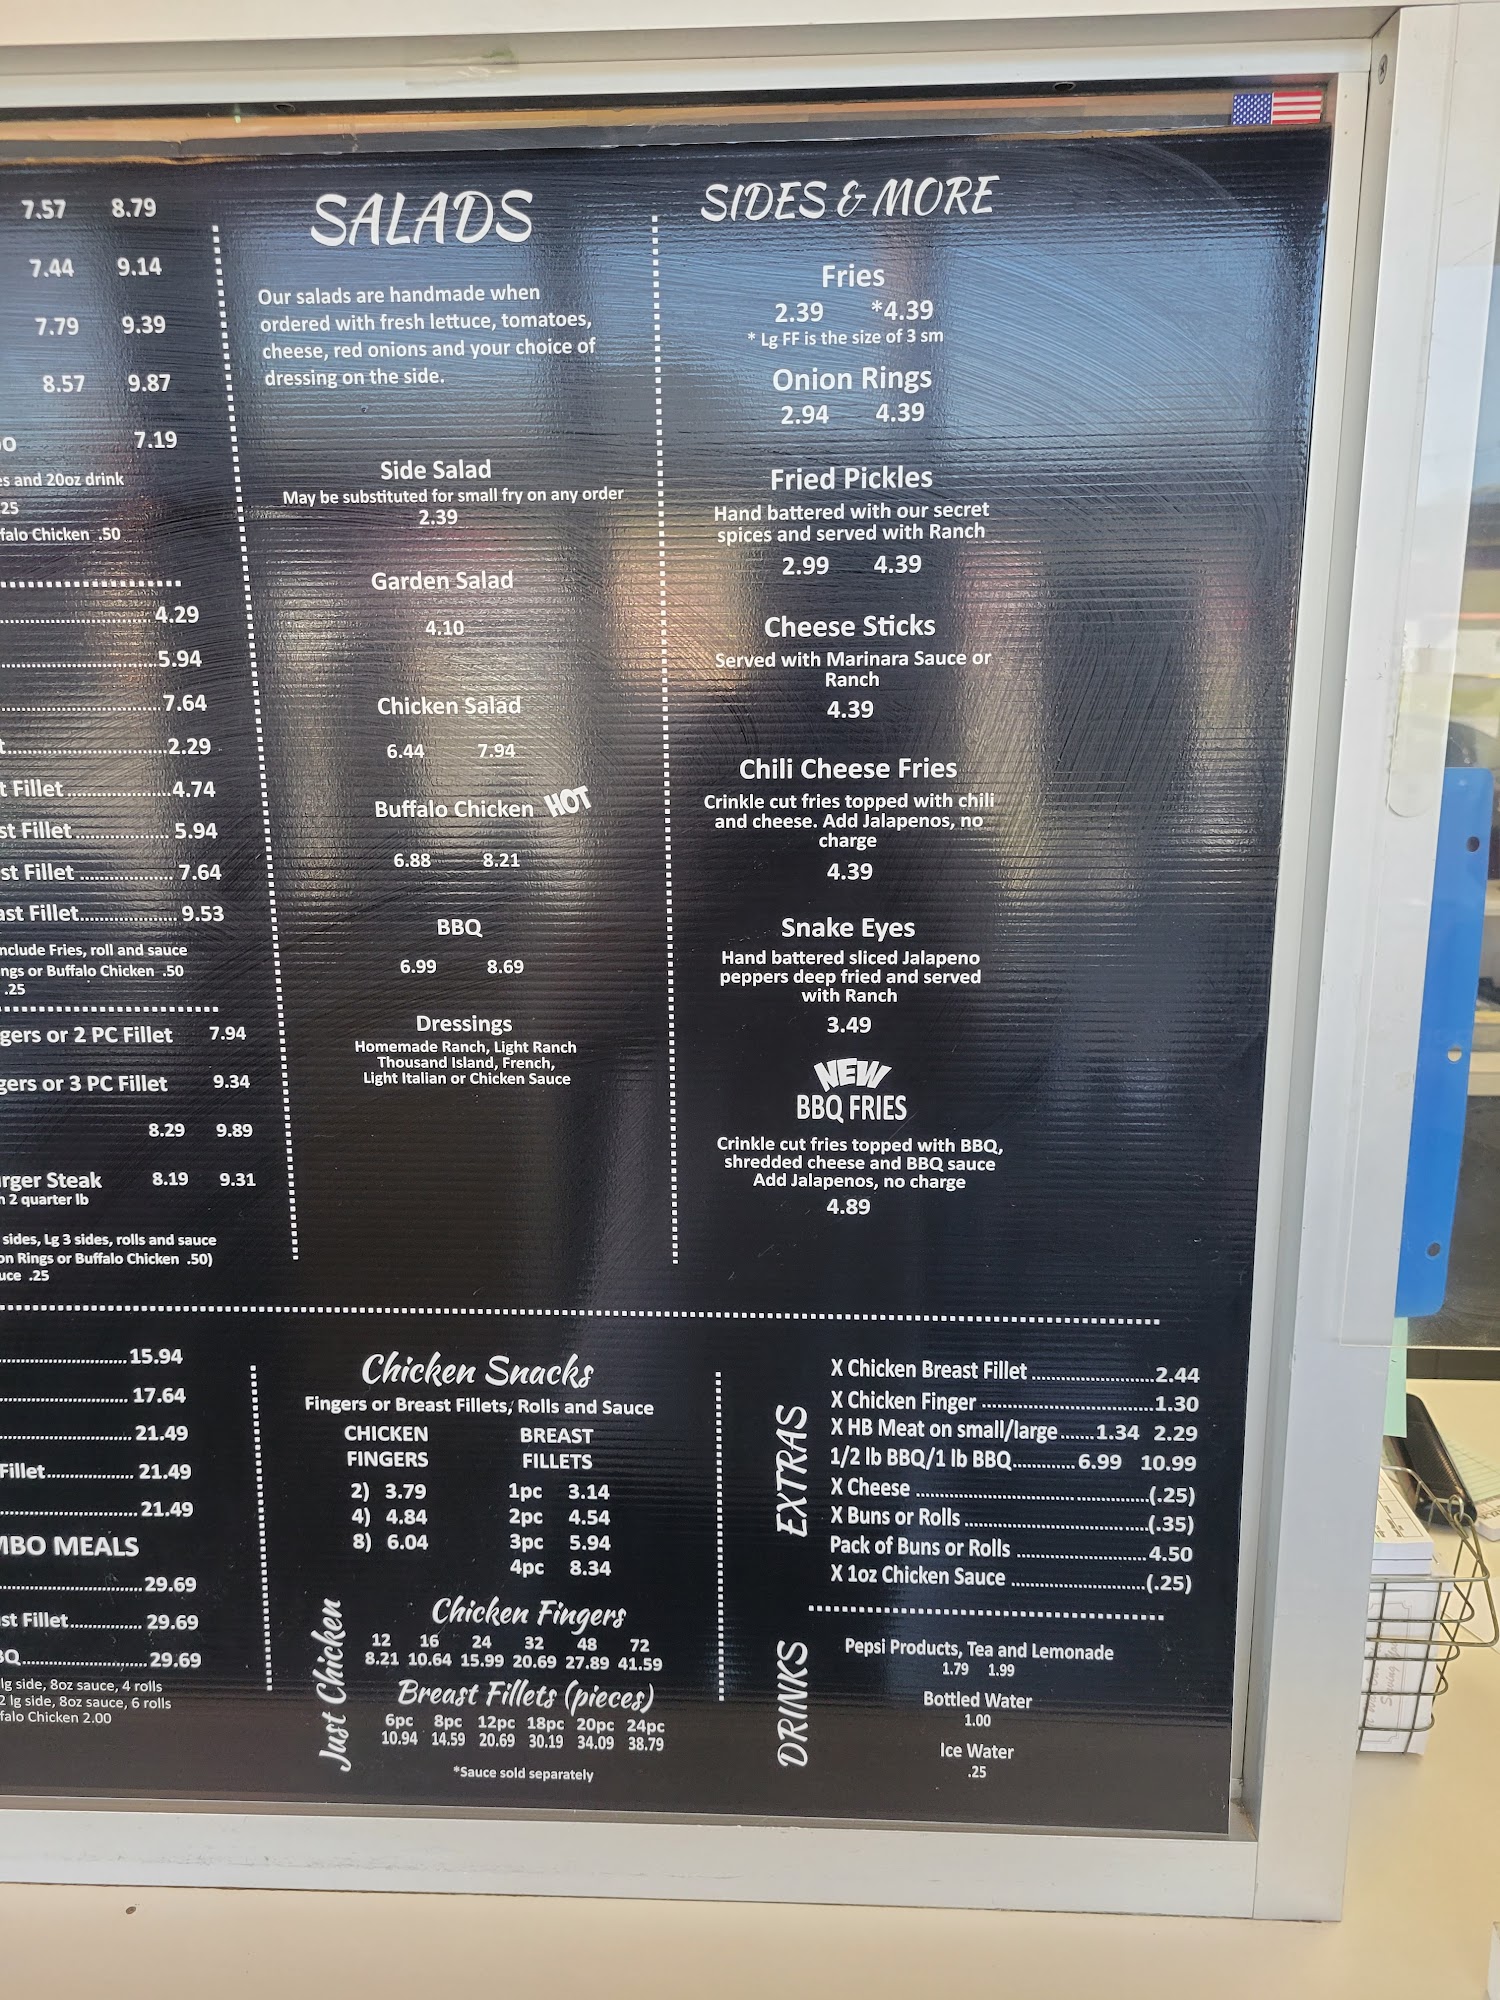 7.57 8.79
7.44 9.14
7.79 9.39
8.57 9.87
7.19
and 20oz drink
25
Chicken .50
4.29
5.94
7.64
2.29
Fillet 4.74
Fillet 5.94
Fillet 7.64
Fillet 9.53
Fries, roll and sauce
or Buffalo Chicken .50
.25
or 2 PC Fillet 7.94
or 3 PC Fillet 9.34
8.29 9.89
Steak 8.19 9.31
2 quarter lb
sides, Lg 3 sides, rolls and sauce
Rings or Buffalo Chicken .50)
.25
SALADS
Our salads are handmade when
ordered with fresh lettuce, tomatoes,
cheese, red onions and your choice of
dressing on the side.
Side Salad
May be substituted for small fry on any order
2.39
Garden Salad
4.10
Chicken Salad
6.44 7.94
Buffalo Chicken HOT
6.88 8.21
BBQ
6.99 8.69
Dressings
Homemade Ranch, Light Ranch
Thousand Island, French,
Light Italian or Chicken Sauce
SIDES & MORE
Fries
2.39 *4.39
* Lg FF is the size of 3 sm
Onion Rings
2.94 4.39
Fried Pickles
Hand battered with our secret
spices and served with Ranch
2.99 4.39
Cheese Sticks
Served with Marinara Sauce or
Ranch
4.39
Chili Cheese Fries
Crinkle cut fries topped with chili
and cheese. Add Jalapenos, no
charge
4.39
Snake Eyes
Hand battered sliced Jalapeno
peppers deep fried and served
with Ranch
3.49
NEW
BBQ FRIES
Crinkle cut fries topped with BBQ,
shredded cheese and BBQ sauce
Add Jalapenos, no charge
4.89
15.94
17.64
21.49
Fillet 21.49
21.49
MEALS
29.69
Fillet 29.69
29.69
lg side, 8oz sauce, 4 rolls
2 lg side, 8oz sauce, 6 rolls
Chicken 2.00
Chicken Snacks
Fingers or Breast Fillets, Rolls and Sauce
CHICKEN BREAST
FINGERS FILLETS
2) 3.79 1pc 3.14
4) 4.84 2pc 4.54
8) 6.04 3pc 5.94
4pc 8.34
Just Chicken
Chicken Fingers
12 16 24 32 48 72
8.21 10.64 15.99 20.69 27.89 41.59
Breast Fillets (pieces)
6pc 8pc 12pc 18pc 20pc 24pc
10.94 14.59 20.69 30.19 34.09 38.79
*Sauce sold separately
EXTRAS
X Chicken Breast Fillet 2.44
X Chicken Finger 1.30
X HB Meat on small/large 1.34 2.29
1/2 lb BBQ/1 lb BBQ 6.99 10.99
X Cheese (.25)
X Buns or Rolls (.35)
Pack of Buns or Rolls 4.50
X 1oz Chicken Sauce (.25)
DRINKS
Pepsi Products, Tea and Lemonade
1.79 1.99
Bottled Water
1.00
Ice Water
.25